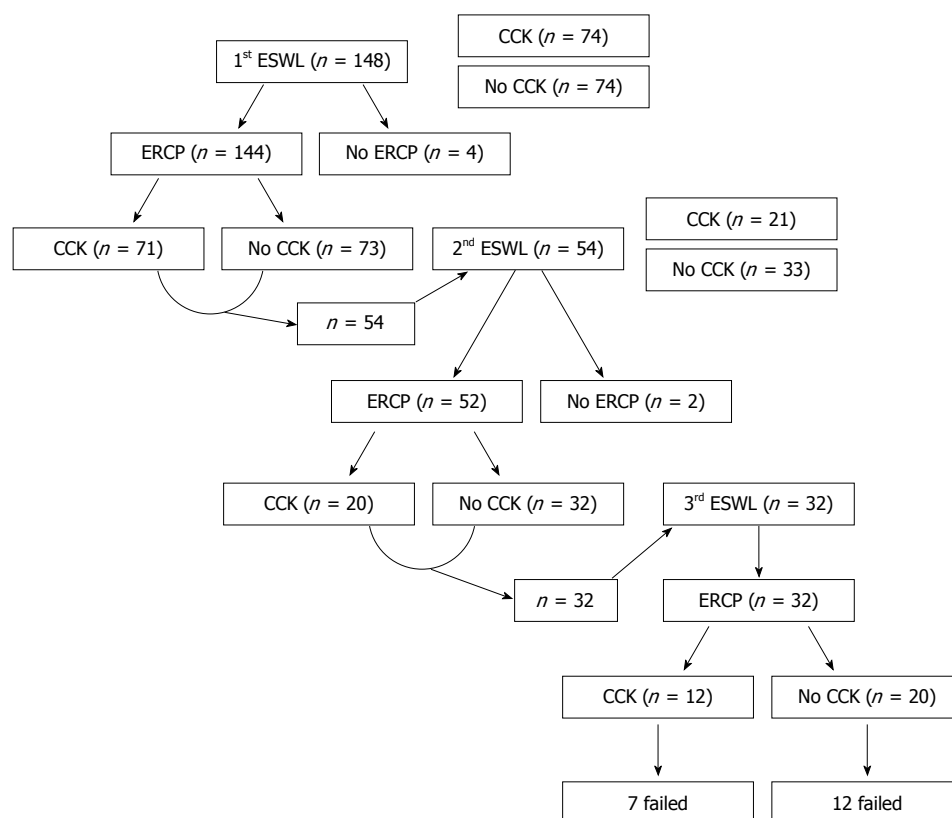 CCK (n = 74)
1st ESWL (n = 148)
No CCK (n = 74)
ERCP (n = 144)
No ERCP (n = 4)
CCK (n = 21)
CCK (n = 71)
No CCK (n = 73)
2nd ESWL (n = 54)
No CCK (n = 33)
n = 54
ERCP (n = 52)
No ERCP (n = 2)
CCK (n = 20)
No CCK (n = 32)
3rd ESWL (n = 32)
n = 32
ERCP (n = 32)
CCK (n = 12)
No CCK (n = 20)
7 failed
12 failed